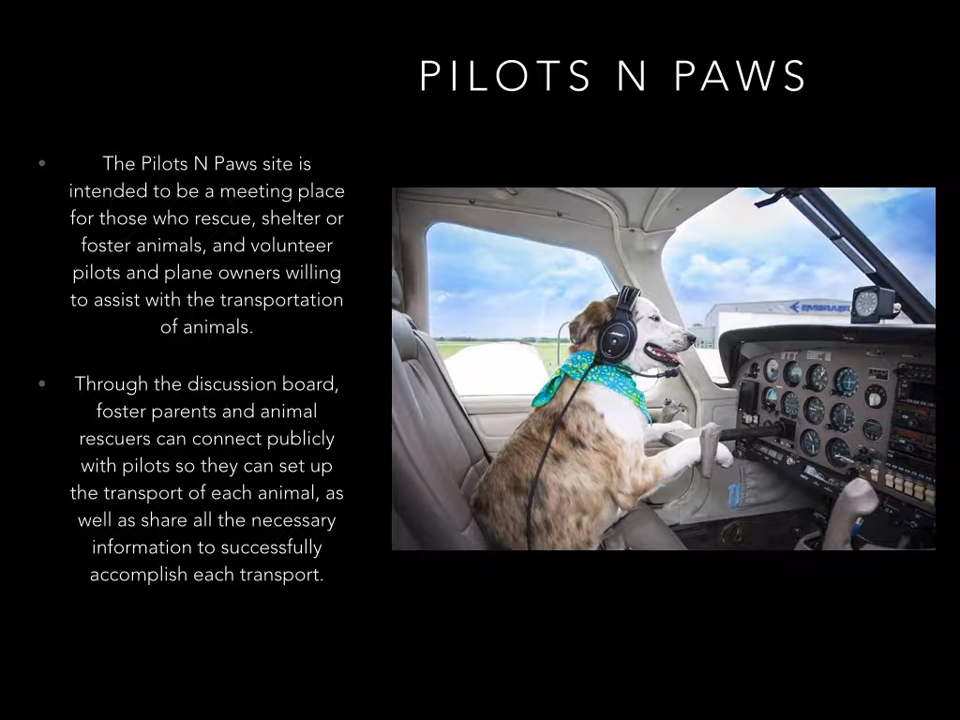 PILOTS N PAWS
• The Pilots N Paws site is
intended to be a meeting place
for those who rescue, shelter or
foster animals, and volunteer
pilots and plane owners willing
to assist with the transportation
of animals.
• Through the discussion board,
foster parents and animal
rescuers can connect publicly
with pilots so they can set up
the transport of each animal, as
well as share all the necessary
information to successfully
accomplish each transport.
EMBRAER